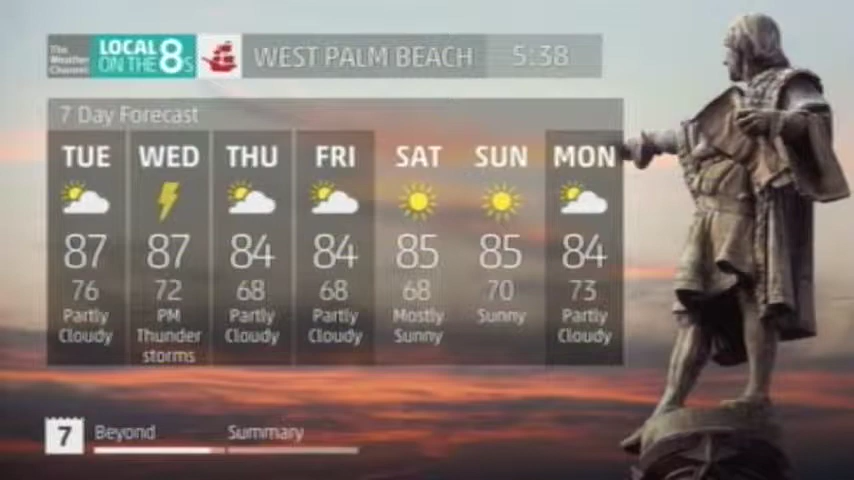 The Weather Channel
LOCAL ON THE 8s
WEST PALM BEACH 5:38
7 Day Forecast
TUE WED THU FRI SAT SUN MON
87 87 84 84 85 85 84
76 72 68 68 68 70 73
Partly Cloudy
PM Thunder storms
Partly Cloudy
Partly Cloudy
Mostly Sunny
Sunny
Partly Cloudy
7 Beyond Summary